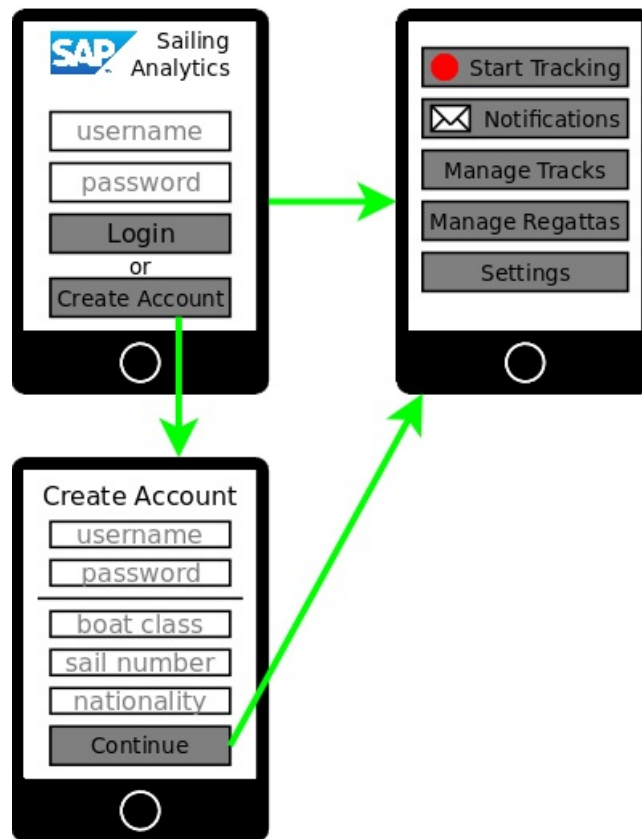 SAP Sailing
Analytics
username
password
Login
or
Create Account
Start Tracking
Notifications
Manage Tracks
Manage Regattas
Settings
Create Account
username
password
boat class
sail number
nationality
Continue